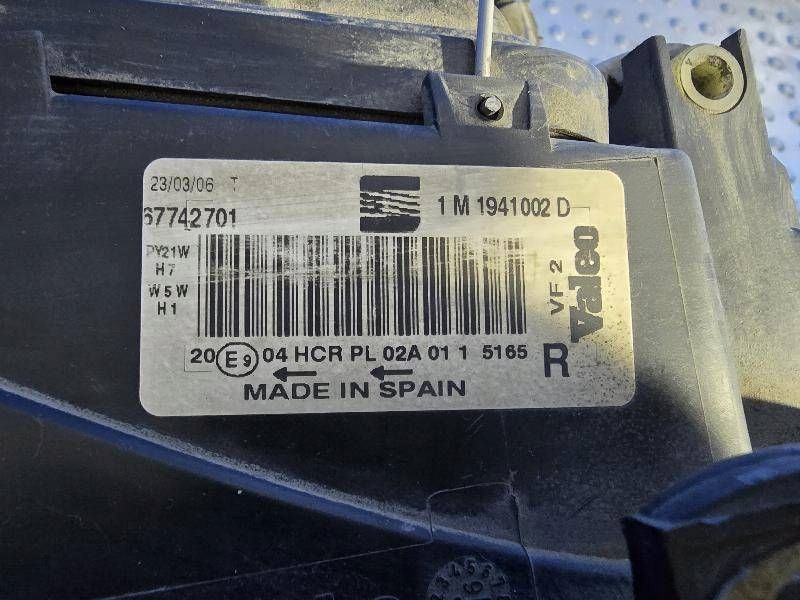 23/03/06 T
67742701
1 M 1941002 D
PY21W
H7
W5W
H1
VF 2
Valeo
20 E9 04 HCR PL 02A 01 1 5165
R
MADE IN SPAIN